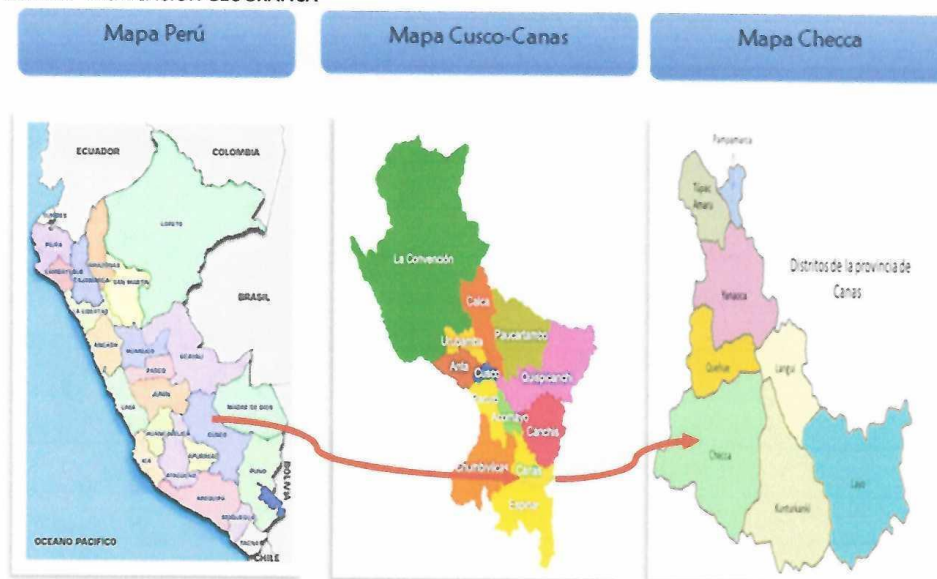 Mapa Perú
Mapa Cusco-Canas
Mapa Checca
ECUADOR
COLOMBIA
LORETO
PIURA
AMAZONAS
CAJAMARCA
SAN MARTIN
LA LIBERTAD
BRASIL
ANCASH
HUANUCO
UCAYALI
PASCO
JUNIN
LIMA
MADRE DE DIOS
HUANCAVELICA
CUSCO
ICA
APURIMAC
AYACUCHO
PUNO
AREQUIPA
BOLIVIA
MOQUEGUA
TACNA
OCEANO PACIFICO
CHILE
La Convención
Calca
Urubamba
Paucartambo
Anta
Cusco
Quispicanchi
Acomayo
Canchis
Chumbivilcas
Canas
Espinar
Pampamarca
Túpac
Amaru
Distritos de la provincia de
Canas
Yanaoca
Quehue
Langui
Checca
Layo
Kunturkanki